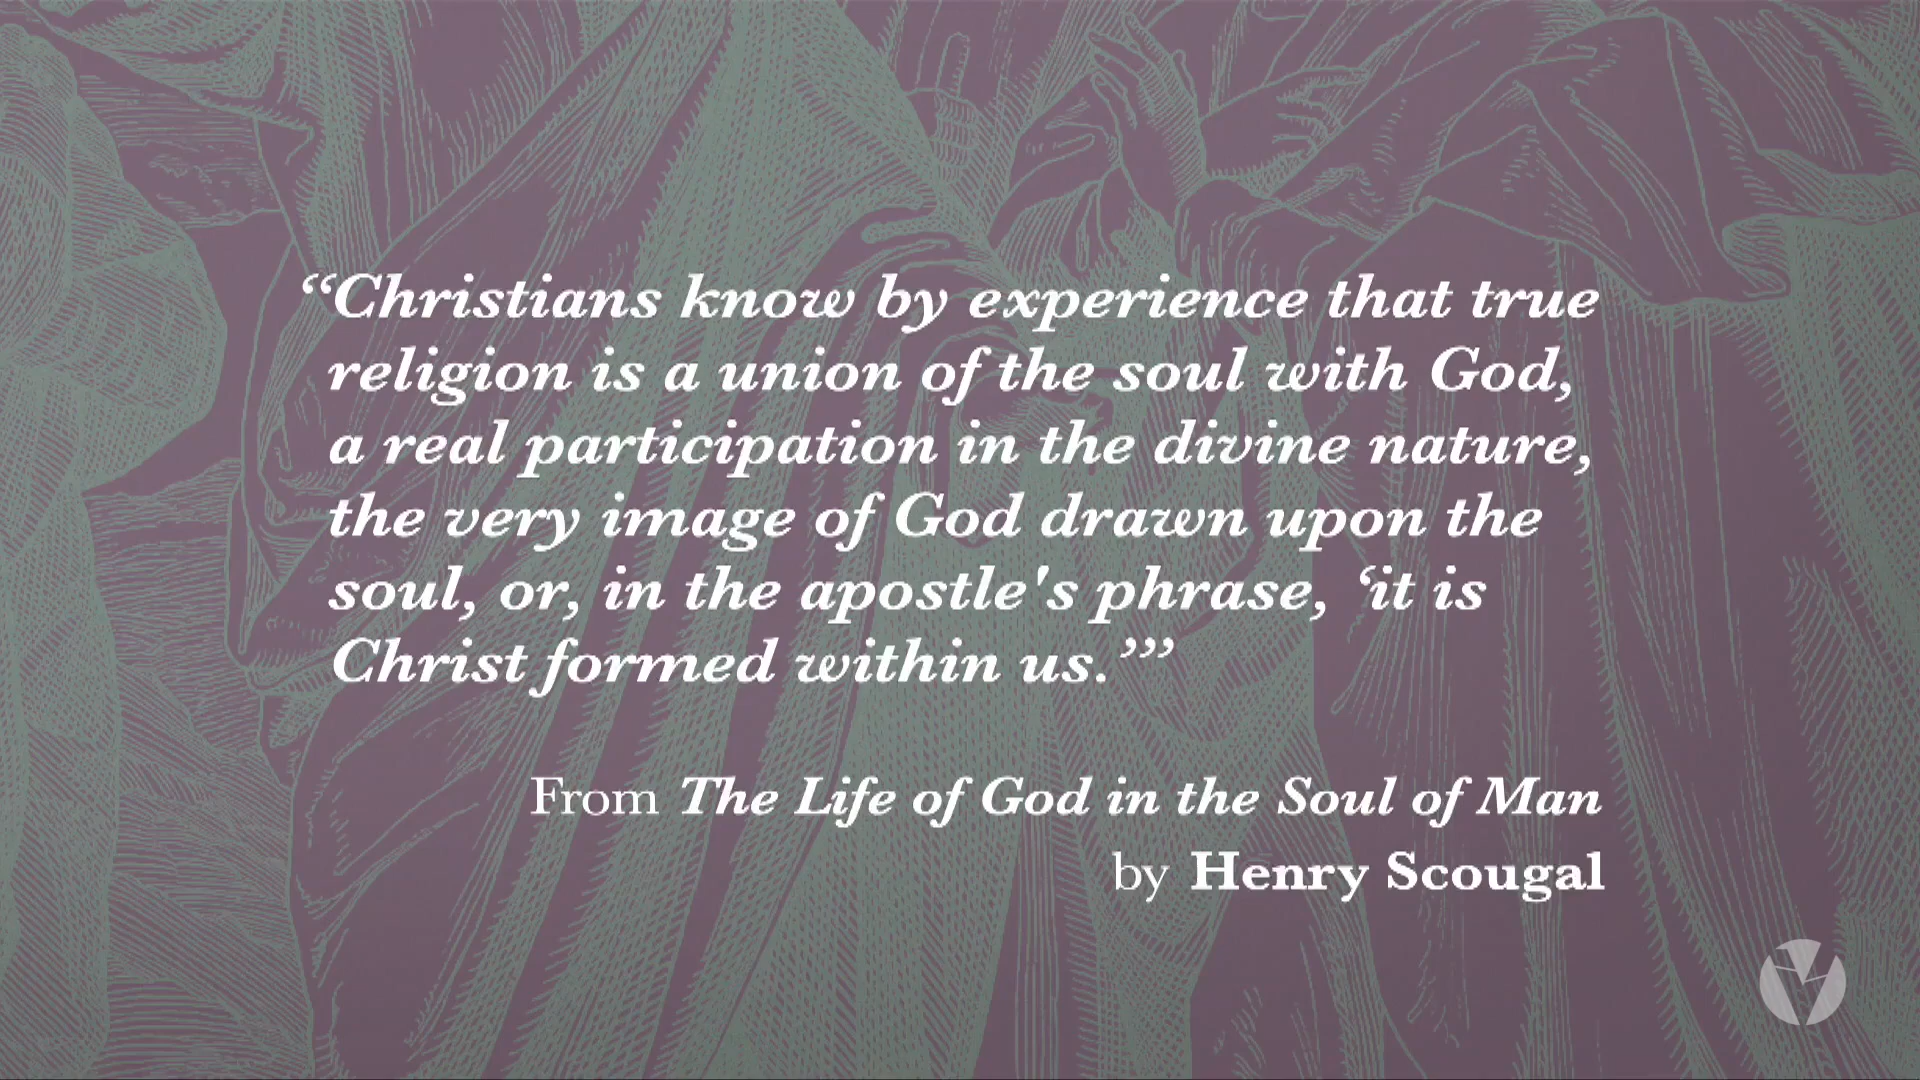 “Christians know by experience that true
religion is a union of the soul with God,
a real participation in the divine nature,
the very image of God drawn upon the
soul, or, in the apostle's phrase, ‘it is
Christ formed within us.’”
From The Life of God in the Soul of Man
by Henry Scougal